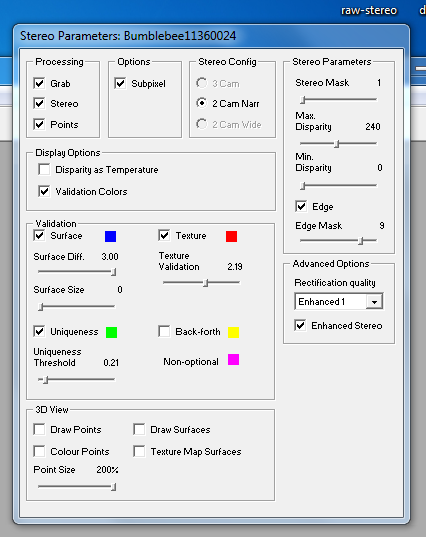 raw-stereo
d
Stereo Parameters: Bumblebee11360024
Processing
Grab
Stereo
Points
Options
Subpixel
Stereo Config
3 Cam
2 Cam Narr
2 Cam Wide
Stereo Parameters
Stereo Mask 1
Max.
Disparity 240
Min.
Disparity 0
Edge
Edge Mask 9
Display Options
Disparity as Temperature
Validation Colors
Validation
Surface
Texture
Surface Diff. 3.00
Texture
Validation 2.19
Surface Size 0
Uniqueness
Back-forth
Uniqueness
Threshold 0.21
Non-optional
Advanced Options
Rectification quality
Enhanced 1
Enhanced Stereo
3D View
Draw Points
Draw Surfaces
Colour Points
Texture Map Surfaces
Point Size 200%